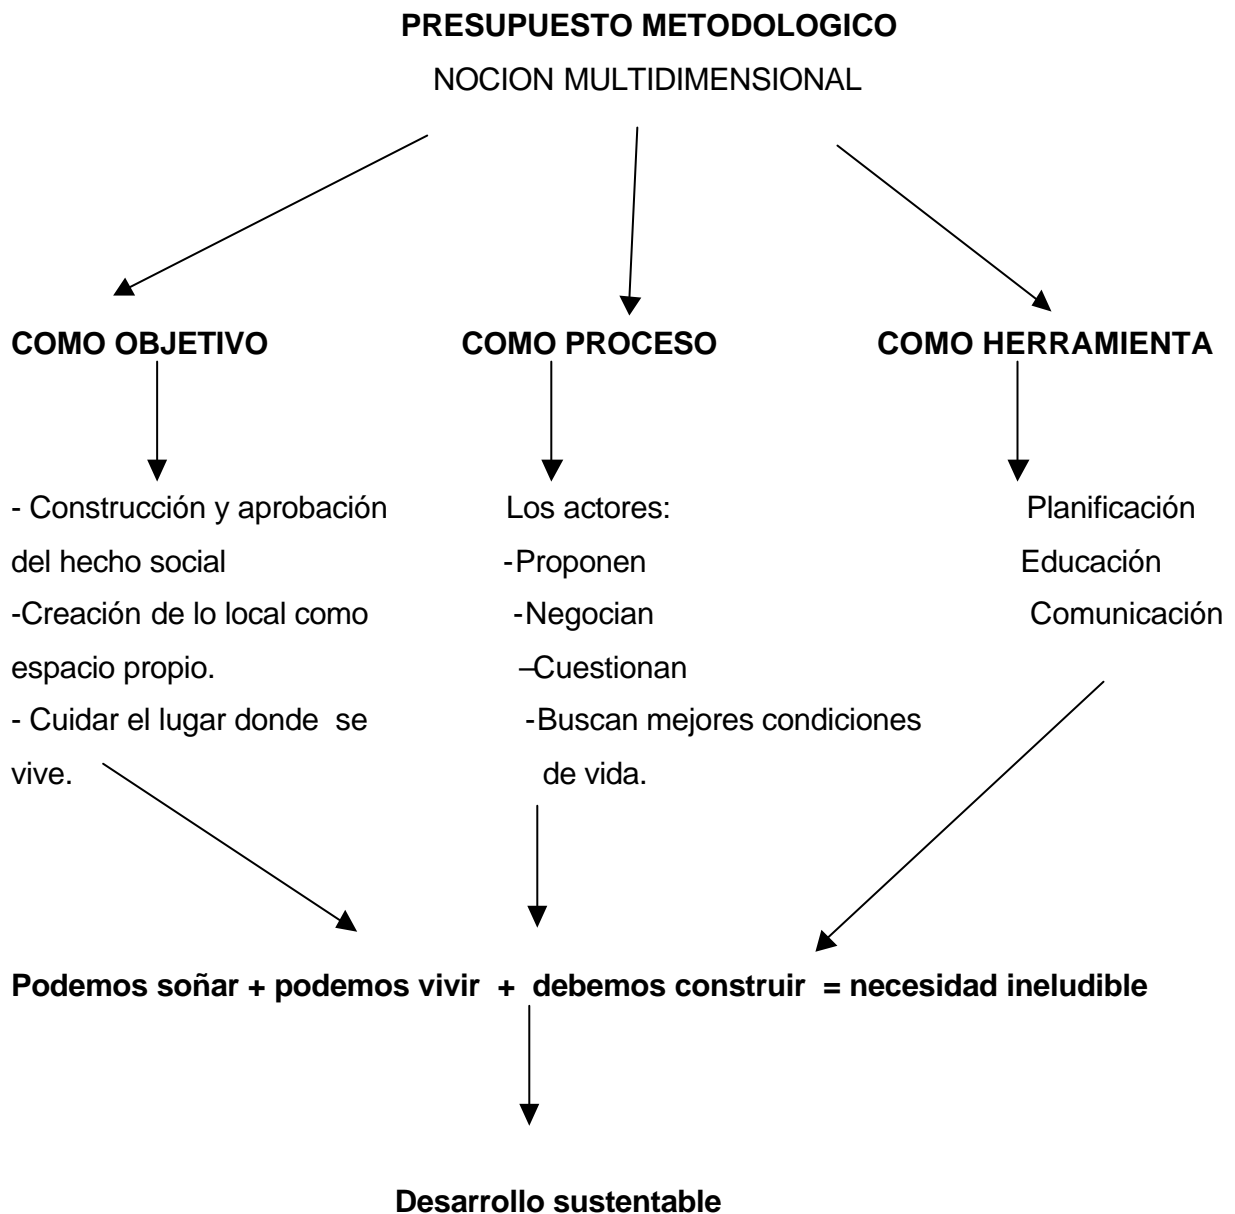 PRESUPUESTO METODOLOGICO
NOCION MULTIDIMENSIONAL
COMO OBJETIVO
COMO PROCESO
COMO HERRAMIENTA
- Construcción y aprobación
del hecho social
-Creación de lo local como
espacio propio.
- Cuidar el lugar donde se
vive.
Los actores:
-Proponen
-Negocian
–Cuestionan
-Buscan mejores condiciones
de vida.
Planificación
Educación
Comunicación
Podemos soñar + podemos vivir + debemos construir = necesidad ineludible
Desarrollo sustentable